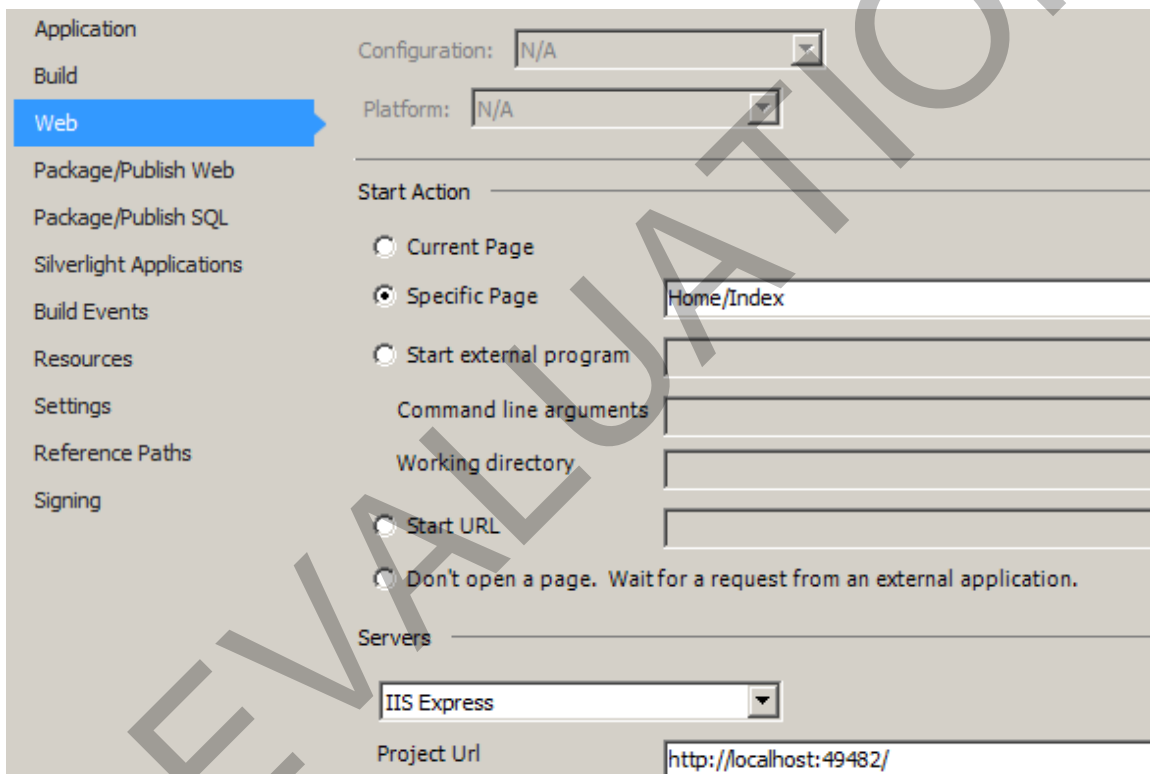 Application
Build
Web
Package/Publish Web
Package/Publish SQL
Silverlight Applications
Build Events
Resources
Settings
Reference Paths
Signing
Configuration: N/A
Platform: N/A
Start Action
Current Page
Specific Page Home/Index
Start external program
Command line arguments
Working directory
Start URL
Don't open a page. Wait for a request from an external application.
Servers
IIS Express
Project Url http://localhost:49482/
EVALUATION